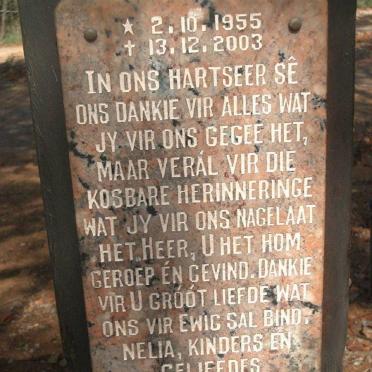 ★ 2.10.1955
✝ 13.12.2003
IN ONS HARTSEER SÊ
ONS DANKIE VIR ALLES WAT
JY VIR ONS GEGEE HET,
MAAR VERÁL VIR DIE
KOSBARE HERINNERINGE
WAT JY VIR ONS NAGELAAT
HET. HEER, U HET HOM
GEROEP ÉN GEVIND. DANKIE
VIR U GRÓÓT LIEFDE WAT
ONS VIR EWIG SAL BIND.
NELIA, KINDERS EN
GELIEFDES